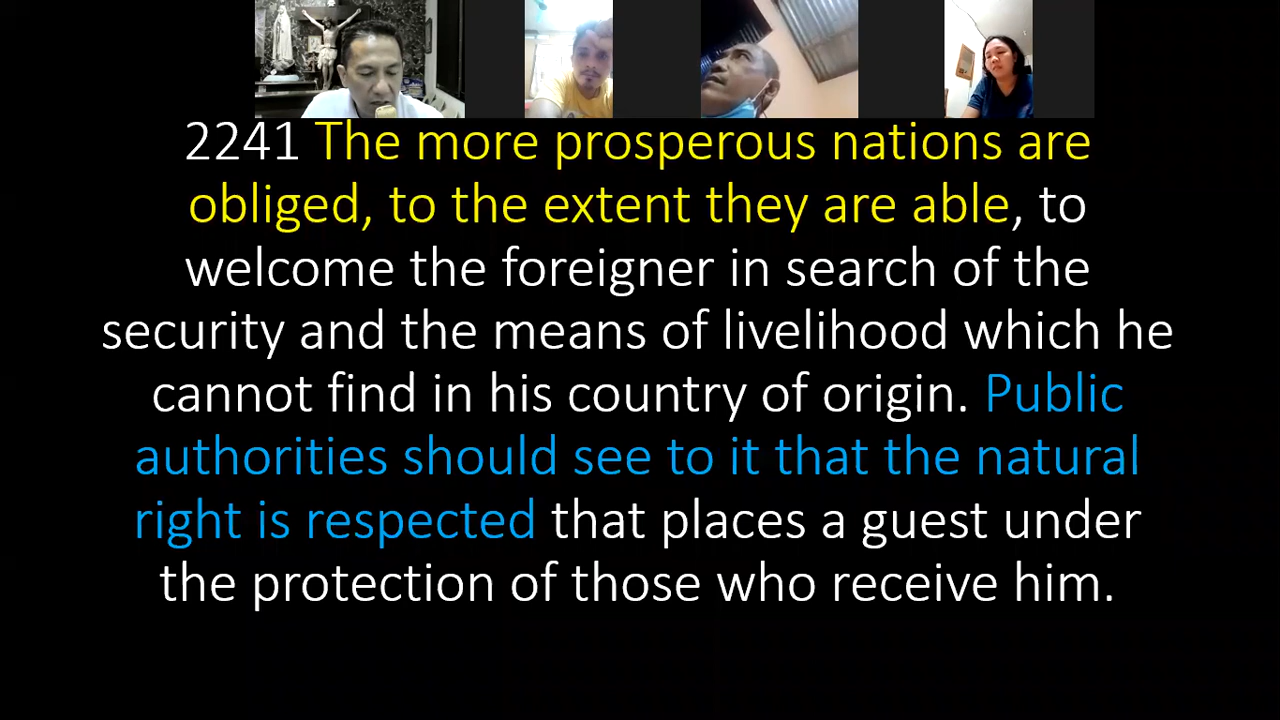 2241 The more prosperous nations are
obliged, to the extent they are able, to
welcome the foreigner in search of the
security and the means of livelihood which he
cannot find in his country of origin. Public
authorities should see to it that the natural
right is respected that places a guest under
the protection of those who receive him.